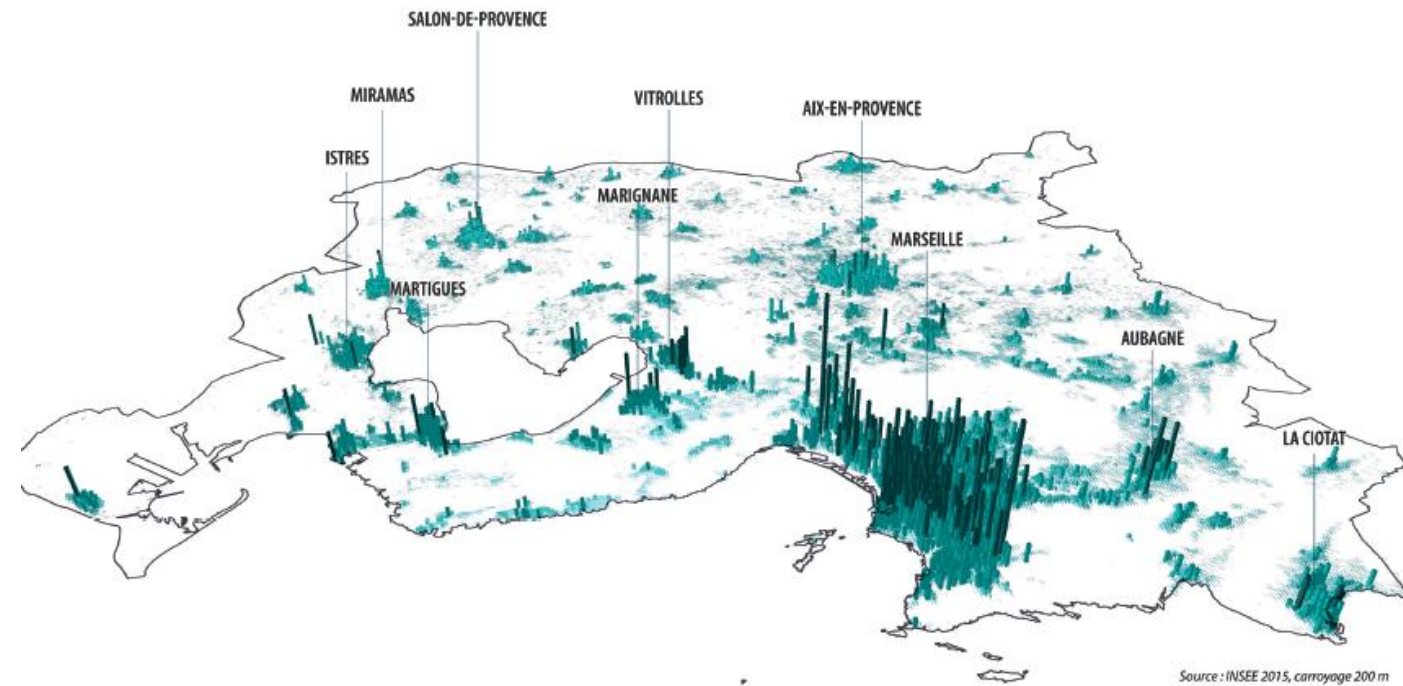 SALON-DE-PROVENCE
MIRAMAS
VITROLLES
AIX-EN-PROVENCE
ISTRES
MARIGNANE
MARSEILLE
MARTIGUES
AUBAGNE
LA CIOTAT
Source : INSEE 2015, carroyage 200 m